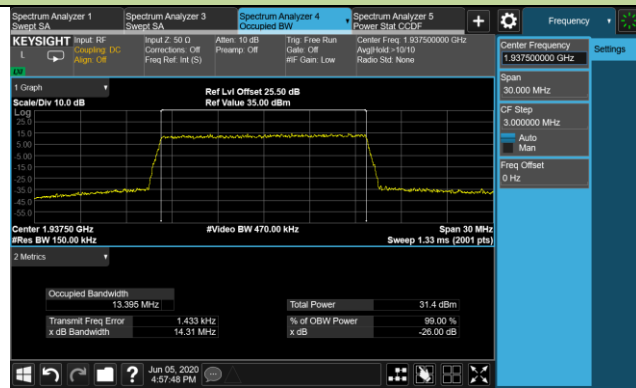 Spectrum Analyzer 1
Swept SA
Spectrum Analyzer 3
Swept SA
Spectrum Analyzer 4
Occupied BW
Spectrum Analyzer 5
Power Stat CCDF
+
Frequency
KEYSIGHT
L
LW
Input: RF
Coupling: DC
Align: Off
Input Z: 50 Ω
Corrections: Off
Freq Ref: Int (S)
Atten: 10 dB
Preamp: Off
Trig: Free Run
Gate: Off
#IF Gain: Low
Center Freq: 1.937500000 GHz
Avg|Hold:>10/10
Radio Std: None
Center Frequency
1.937500000 GHz
Settings
Span
30.000 MHz
CF Step
3.000000 MHz
Auto
Man
Freq Offset
0 Hz
1 Graph
Scale/Div 10.0 dB
Ref Lvl Offset 25.50 dB
Ref Value 35.00 dBm
Log
25.0
15.0
5.00
-5.00
-15.0
-25.0
-35.0
-45.0
-55.0
Center 1.93750 GHz
#Res BW 150.00 kHz
#Video BW 470.00 kHz
Span 30 MHz
Sweep 1.33 ms (2001 pts)
2 Metrics
Occupied Bandwidth
13.395 MHz
Total Power 31.4 dBm
Transmit Freq Error 1.433 kHz
% of OBW Power 99.00 %
x dB Bandwidth 14.31 MHz
x dB -26.00 dB
?
Jun 05, 2020
4:57:48 PM